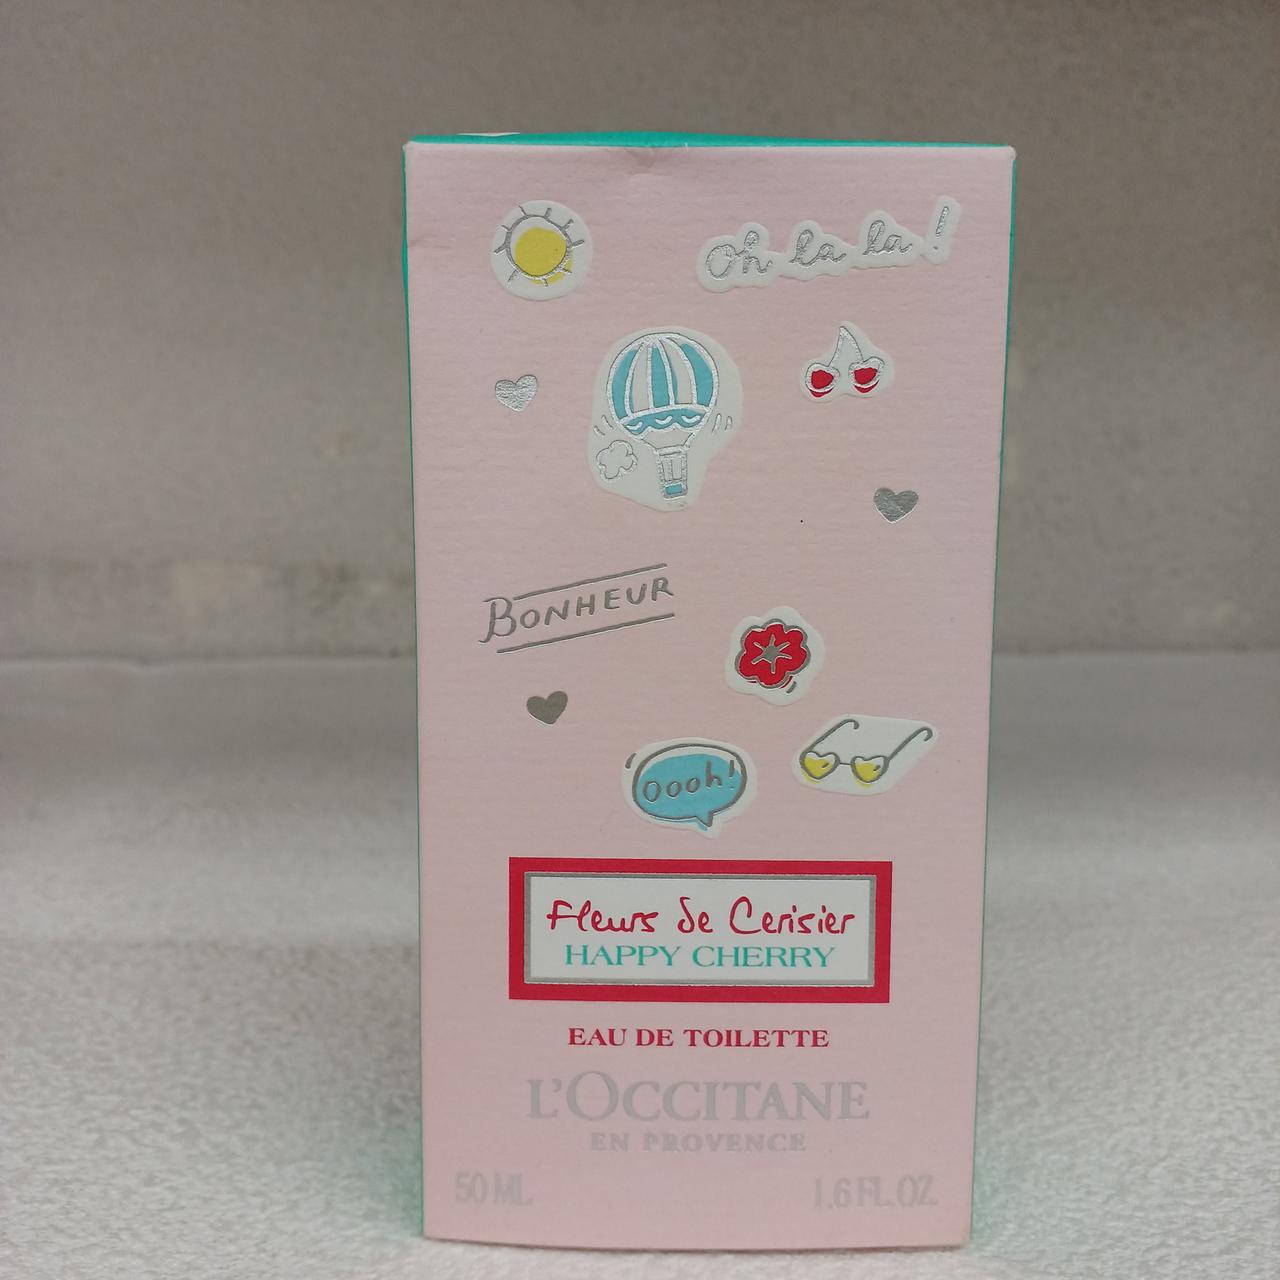 Oh la la !
BONHEUR
Oooh!
Fleurs de Cerisier
HAPPY CHERRY
EAU DE TOILETTE
L'OCCITANE
EN PROVENCE
50 ML 1.6 FL.OZ.